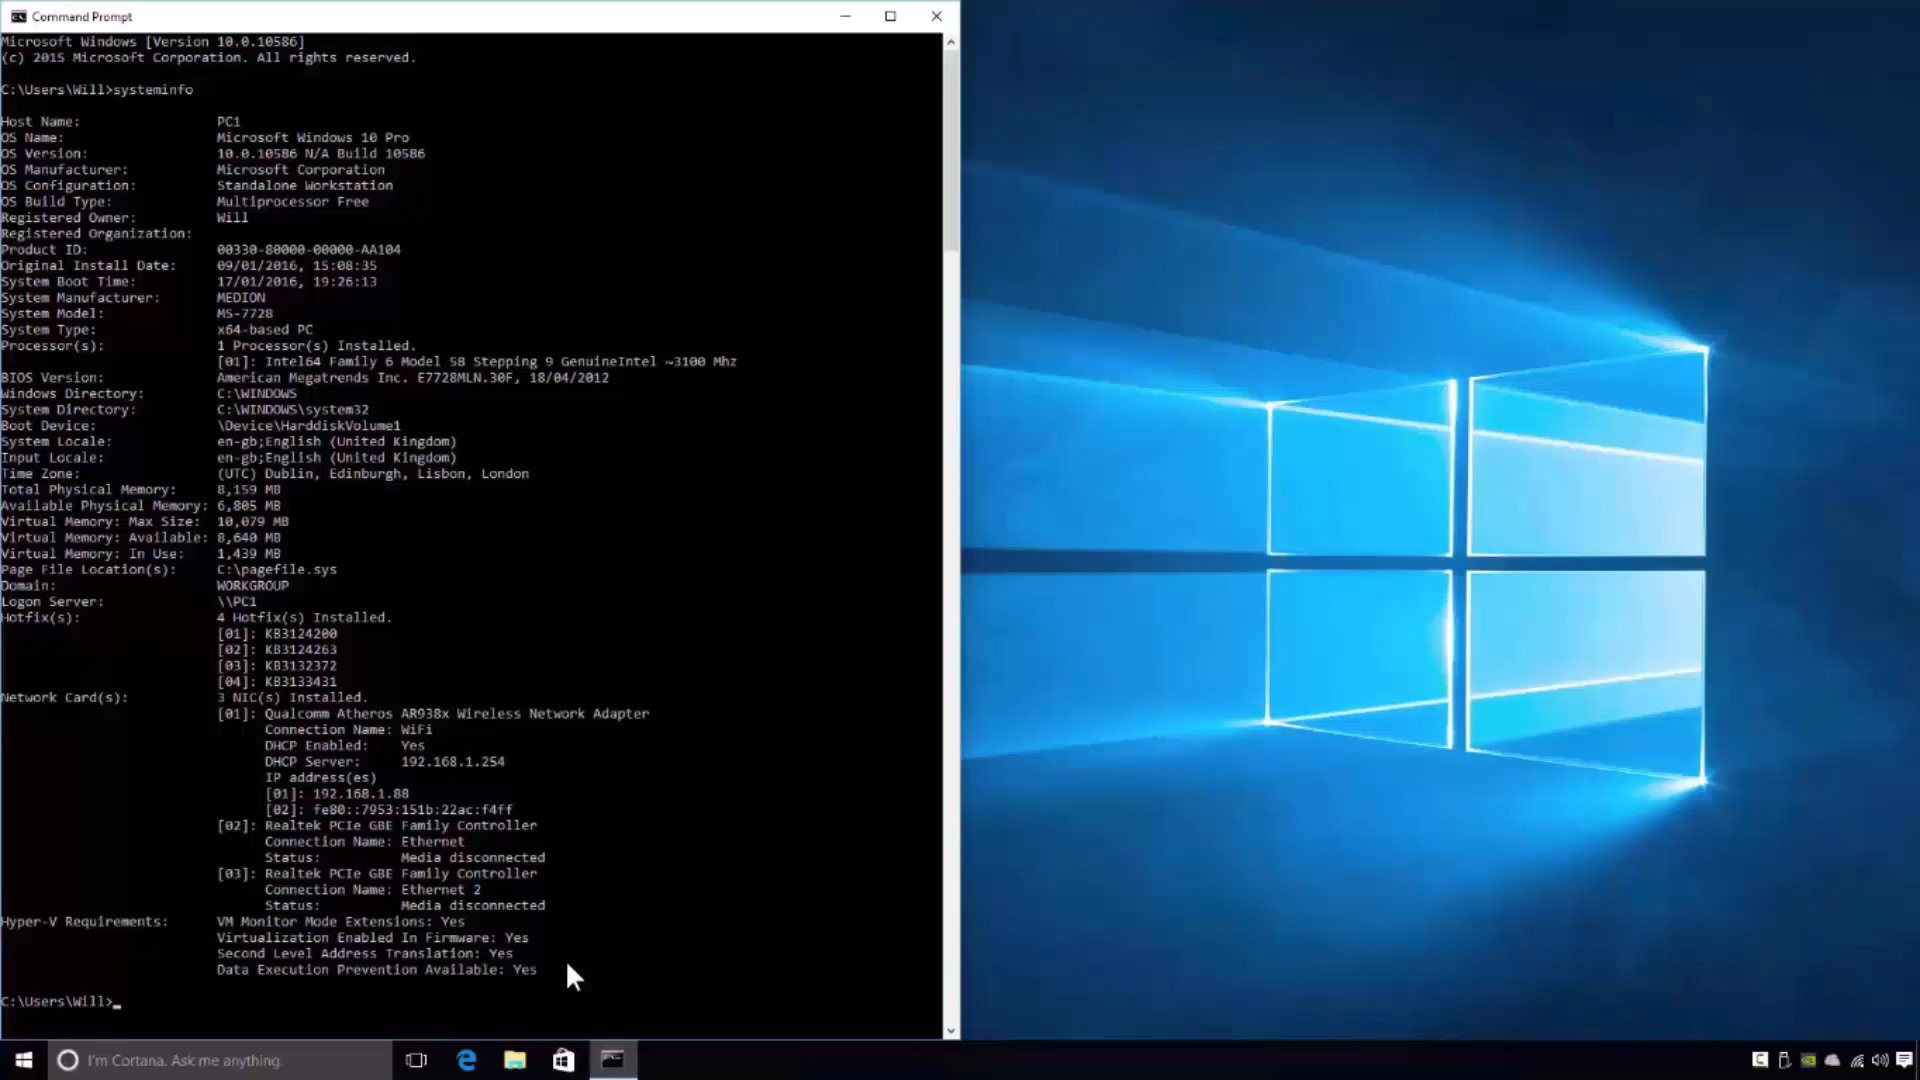 Command Prompt
Microsoft Windows [Version 10.0.10586]
(c) 2015 Microsoft Corporation. All rights reserved.
C:\Users\Will>systeminfo
Host Name: PC1
OS Name: Microsoft Windows 10 Pro
OS Version: 10.0.10586 N/A Build 10586
OS Manufacturer: Microsoft Corporation
OS Configuration: Standalone Workstation
OS Build Type: Multiprocessor Free
Registered Owner: Will
Registered Organization:
Product ID: 00330-80000-00000-AA104
Original Install Date: 09/01/2016, 15:08:35
System Boot Time: 17/01/2016, 19:26:13
System Manufacturer: MEDION
System Model: MS-7728
System Type: x64-based PC
Processor(s): 1 Processor(s) Installed.
[01]: Intel64 Family 6 Model 58 Stepping 9 GenuineIntel ~3100 Mhz
BIOS Version: American Megatrends Inc. E7728MLN.30F, 18/04/2012
Windows Directory: C:\WINDOWS
System Directory: C:\WINDOWS\system32
Boot Device: \Device\HarddiskVolume1
System Locale: en-gb;English (United Kingdom)
Input Locale: en-gb;English (United Kingdom)
Time Zone: (UTC) Dublin, Edinburgh, Lisbon, London
Total Physical Memory: 8,159 MB
Available Physical Memory: 6,805 MB
Virtual Memory: Max Size: 10,079 MB
Virtual Memory: Available: 8,640 MB
Virtual Memory: In Use: 1,439 MB
Page File Location(s): C:\pagefile.sys
Domain: WORKGROUP
Logon Server: \\PC1
Hotfix(s): 4 Hotfix(s) Installed.
[01]: KB3124200
[02]: KB3124263
[03]: KB3132372
[04]: KB3133431
Network Card(s): 3 NIC(s) Installed.
[01]: Qualcomm Atheros AR938x Wireless Network Adapter
Connection Name: WiFi
DHCP Enabled: Yes
DHCP Server: 192.168.1.254
IP address(es)
[01]: 192.168.1.88
[02]: fe80::7953:151b:22ac:f4ff
[02]: Realtek PCIe GBE Family Controller
Connection Name: Ethernet
Status: Media disconnected
[03]: Realtek PCIe GBE Family Controller
Connection Name: Ethernet 2
Status: Media disconnected
Hyper-V Requirements: VM Monitor Mode Extensions: Yes
Virtualization Enabled In Firmware: Yes
Second Level Address Translation: Yes
Data Execution Prevention Available: Yes
C:\Users\Will>_
I'm Cortana. Ask me anything.